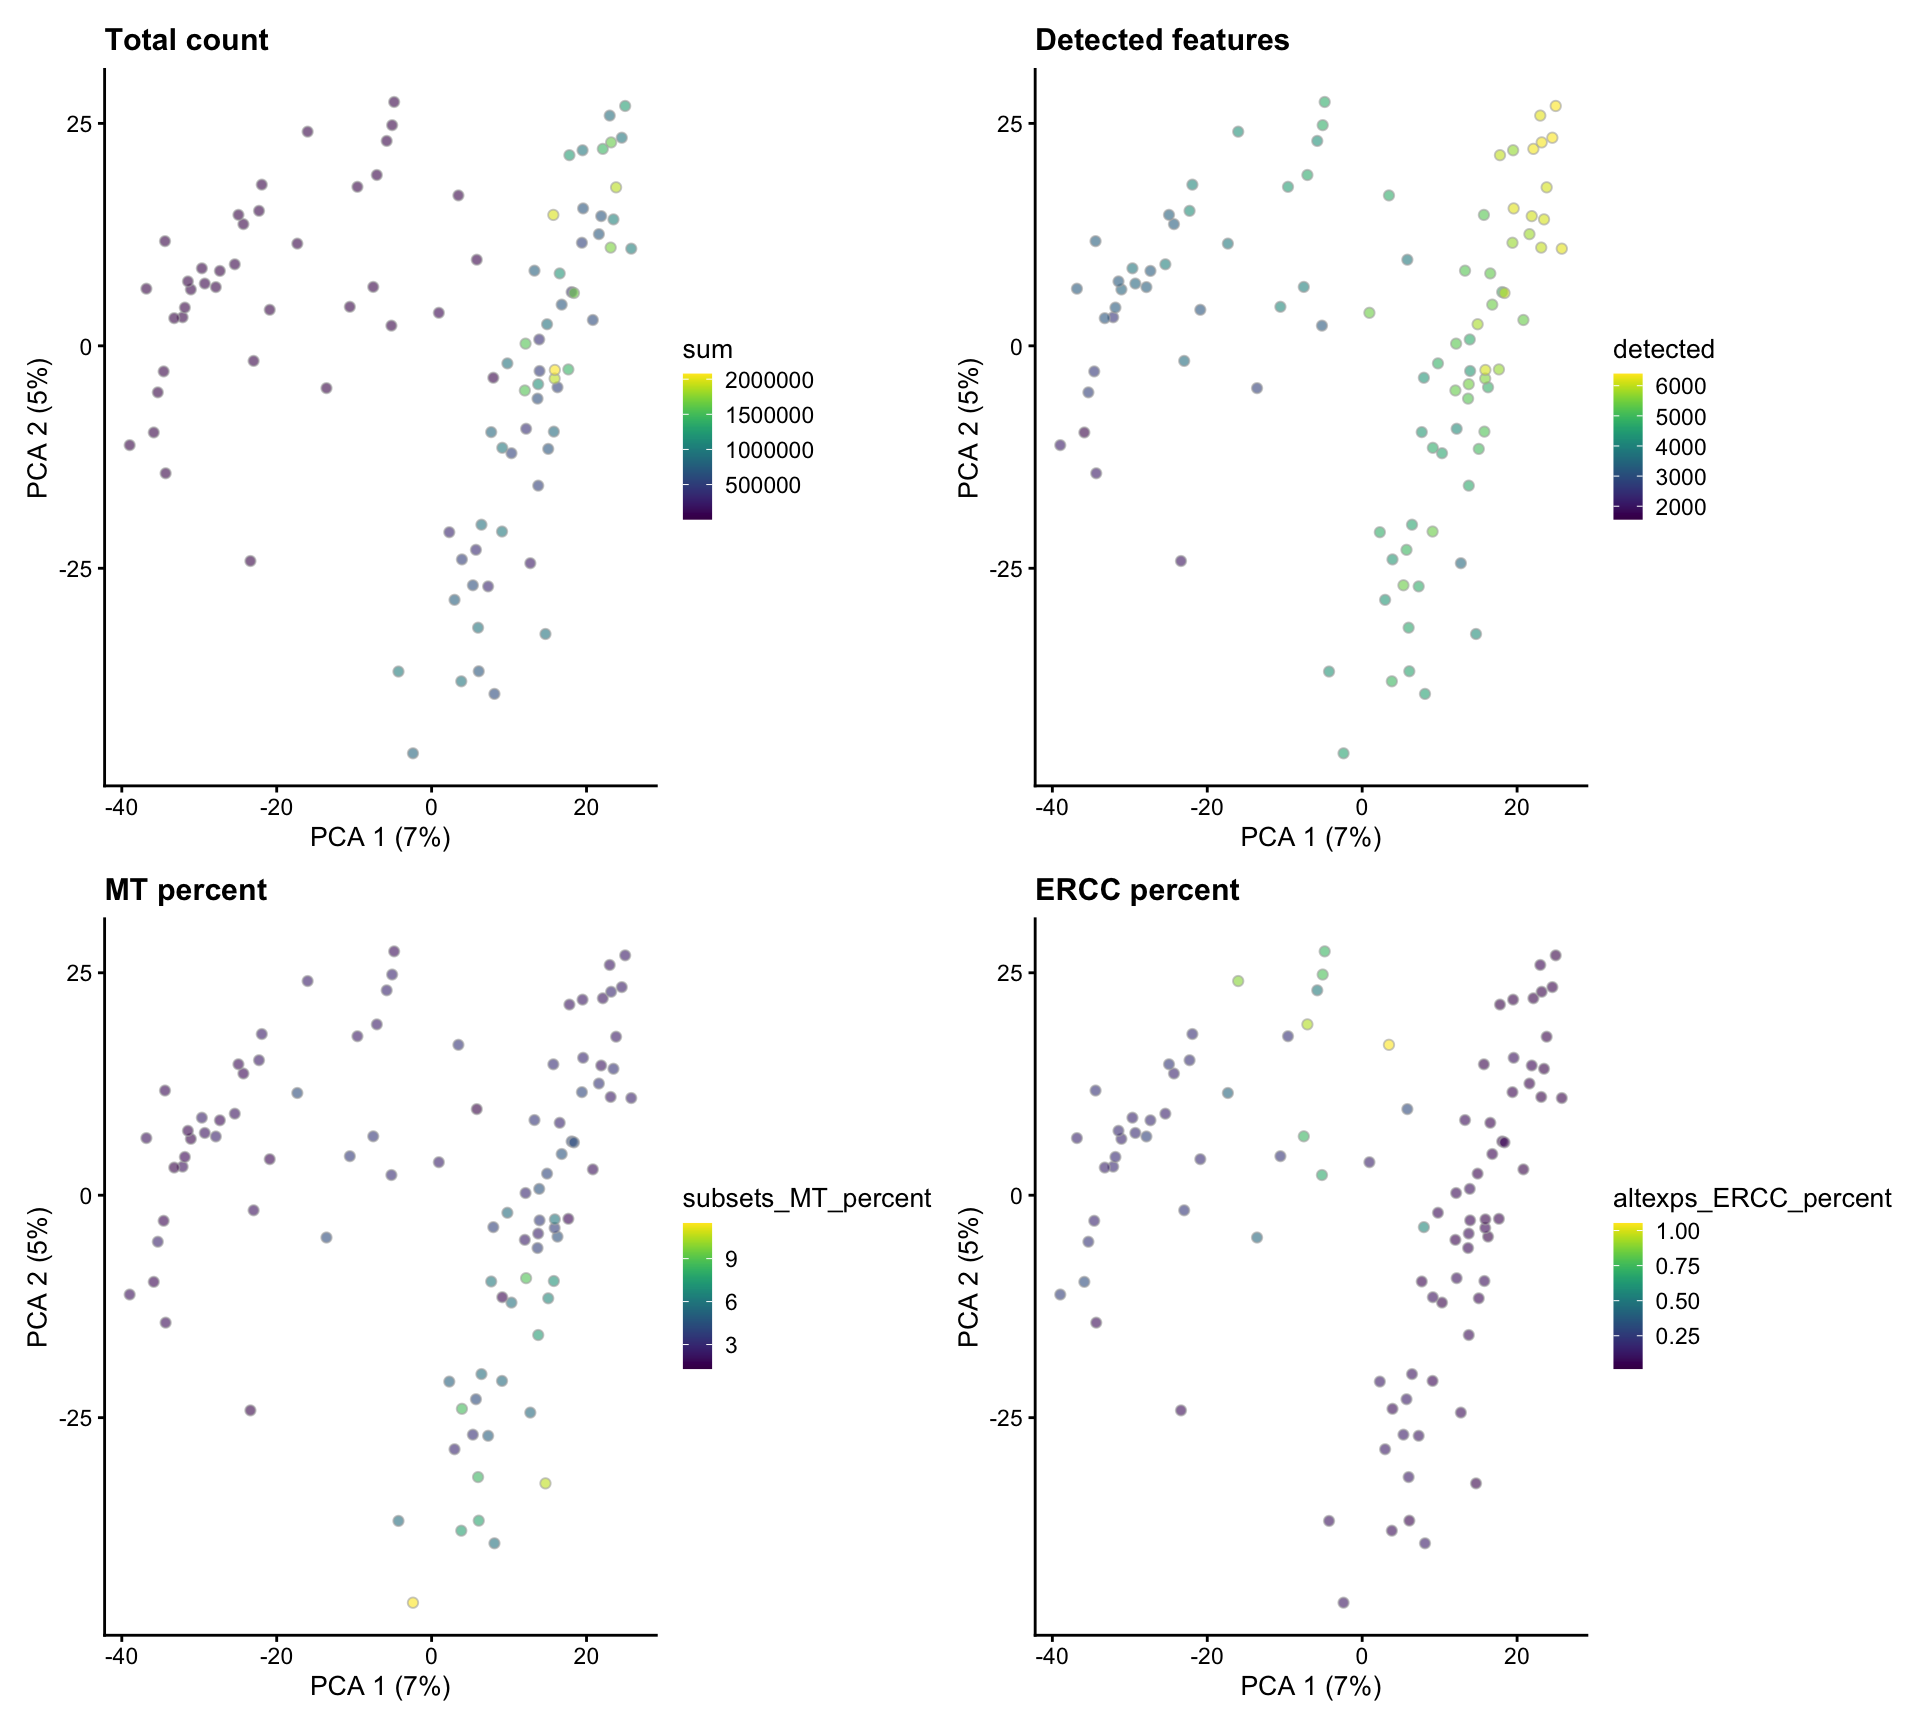 Total count
25
0
-25
PCA 2 (5%)
-40 -20 0 20
PCA 1 (7%)
sum
2000000
1500000
1000000
500000
Detected features
25
0
-25
PCA 2 (5%)
-40 -20 0 20
PCA 1 (7%)
detected
6000
5000
4000
3000
2000
MT percent
25
0
-25
PCA 2 (5%)
-40 -20 0 20
PCA 1 (7%)
subsets_MT_percent
9
6
3
ERCC percent
25
0
-25
PCA 2 (5%)
-40 -20 0 20
PCA 1 (7%)
altexps_ERCC_percent
1.00
0.75
0.50
0.25